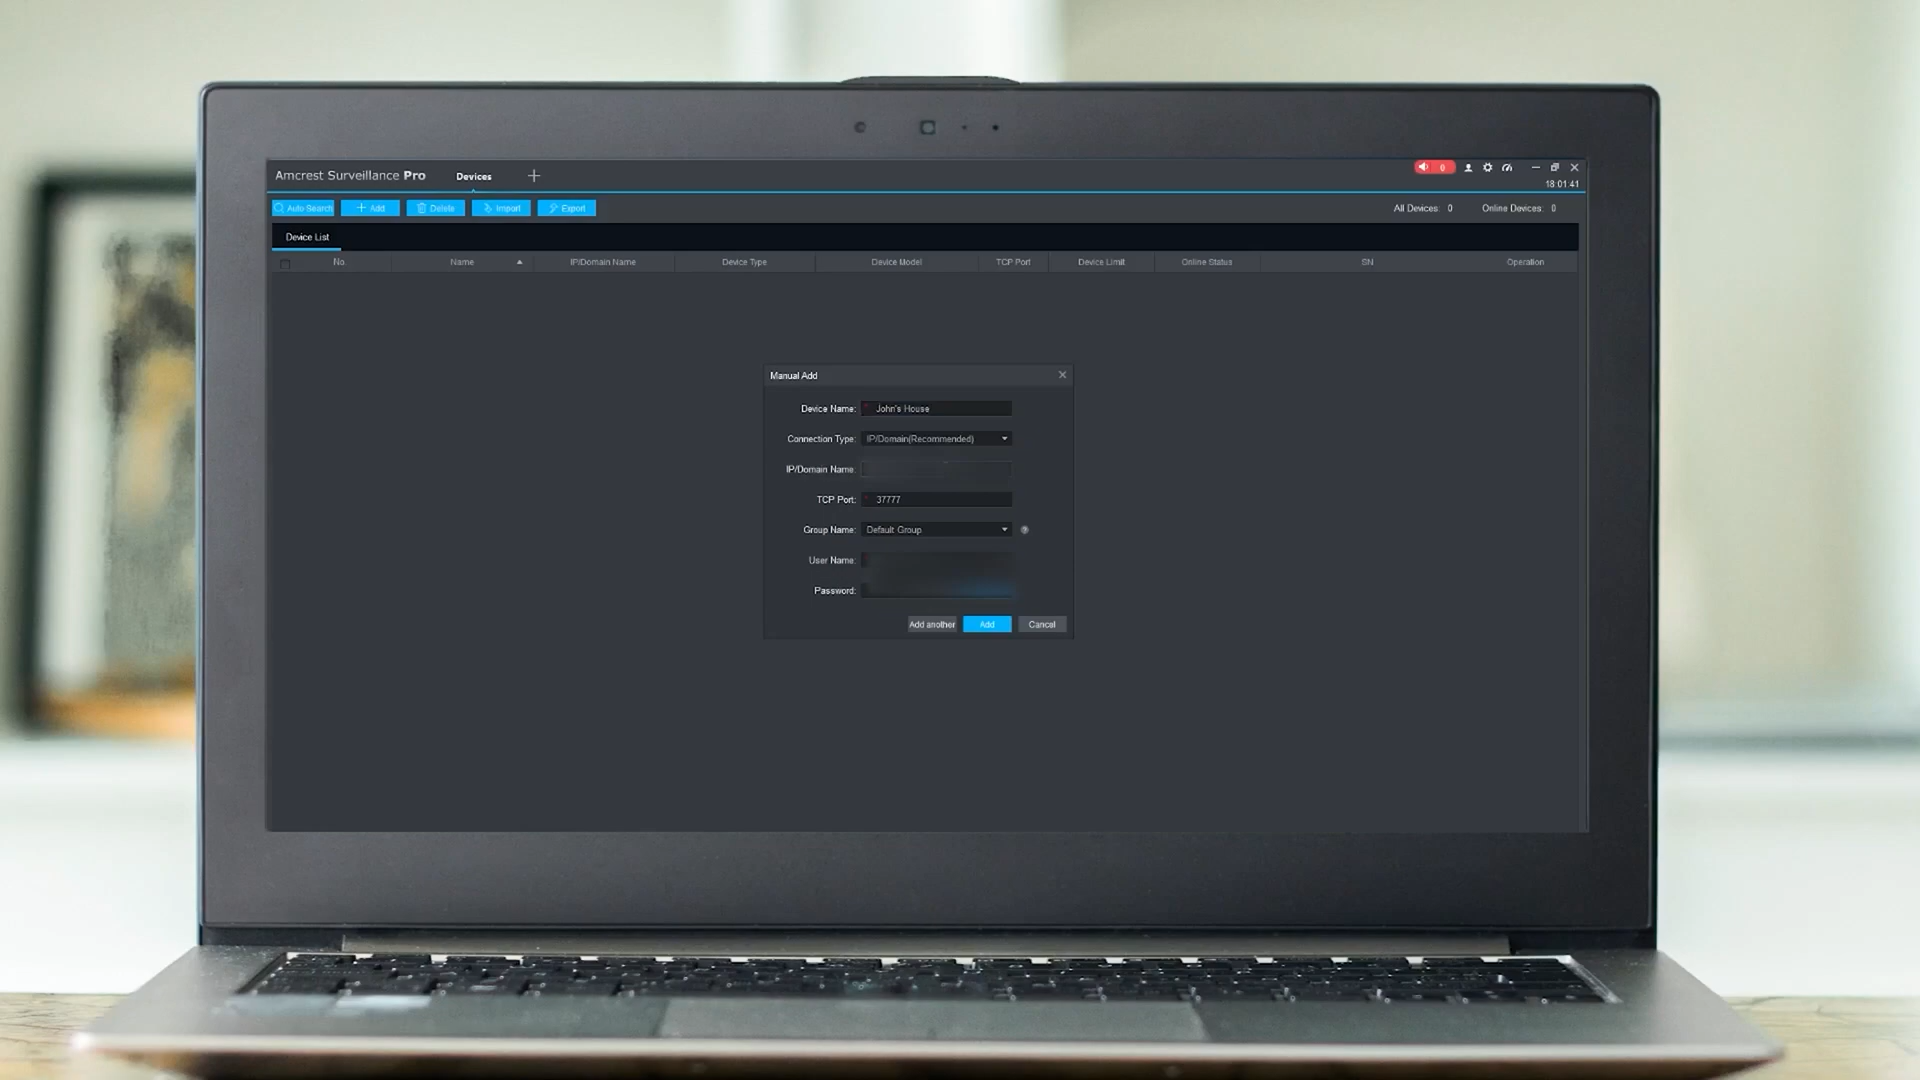 Amcrest Surveillance Pro
Devices
0
18:01:41
Auto Search
Add
Delete
Import
Export
All Devices: 0
Online Devices: 0
Device List
No.
Name
IP/Domain Name
Device Type
Device Model
TCP Port
Device Limit
Online Status
SN
Operation
Manual Add
Device Name: * John's House
Connection Type: IP/Domain(Recommended)
IP/Domain Name:
TCP Port: * 37777
Group Name: Default Group
User Name:
Password:
Add another
Add
Cancel